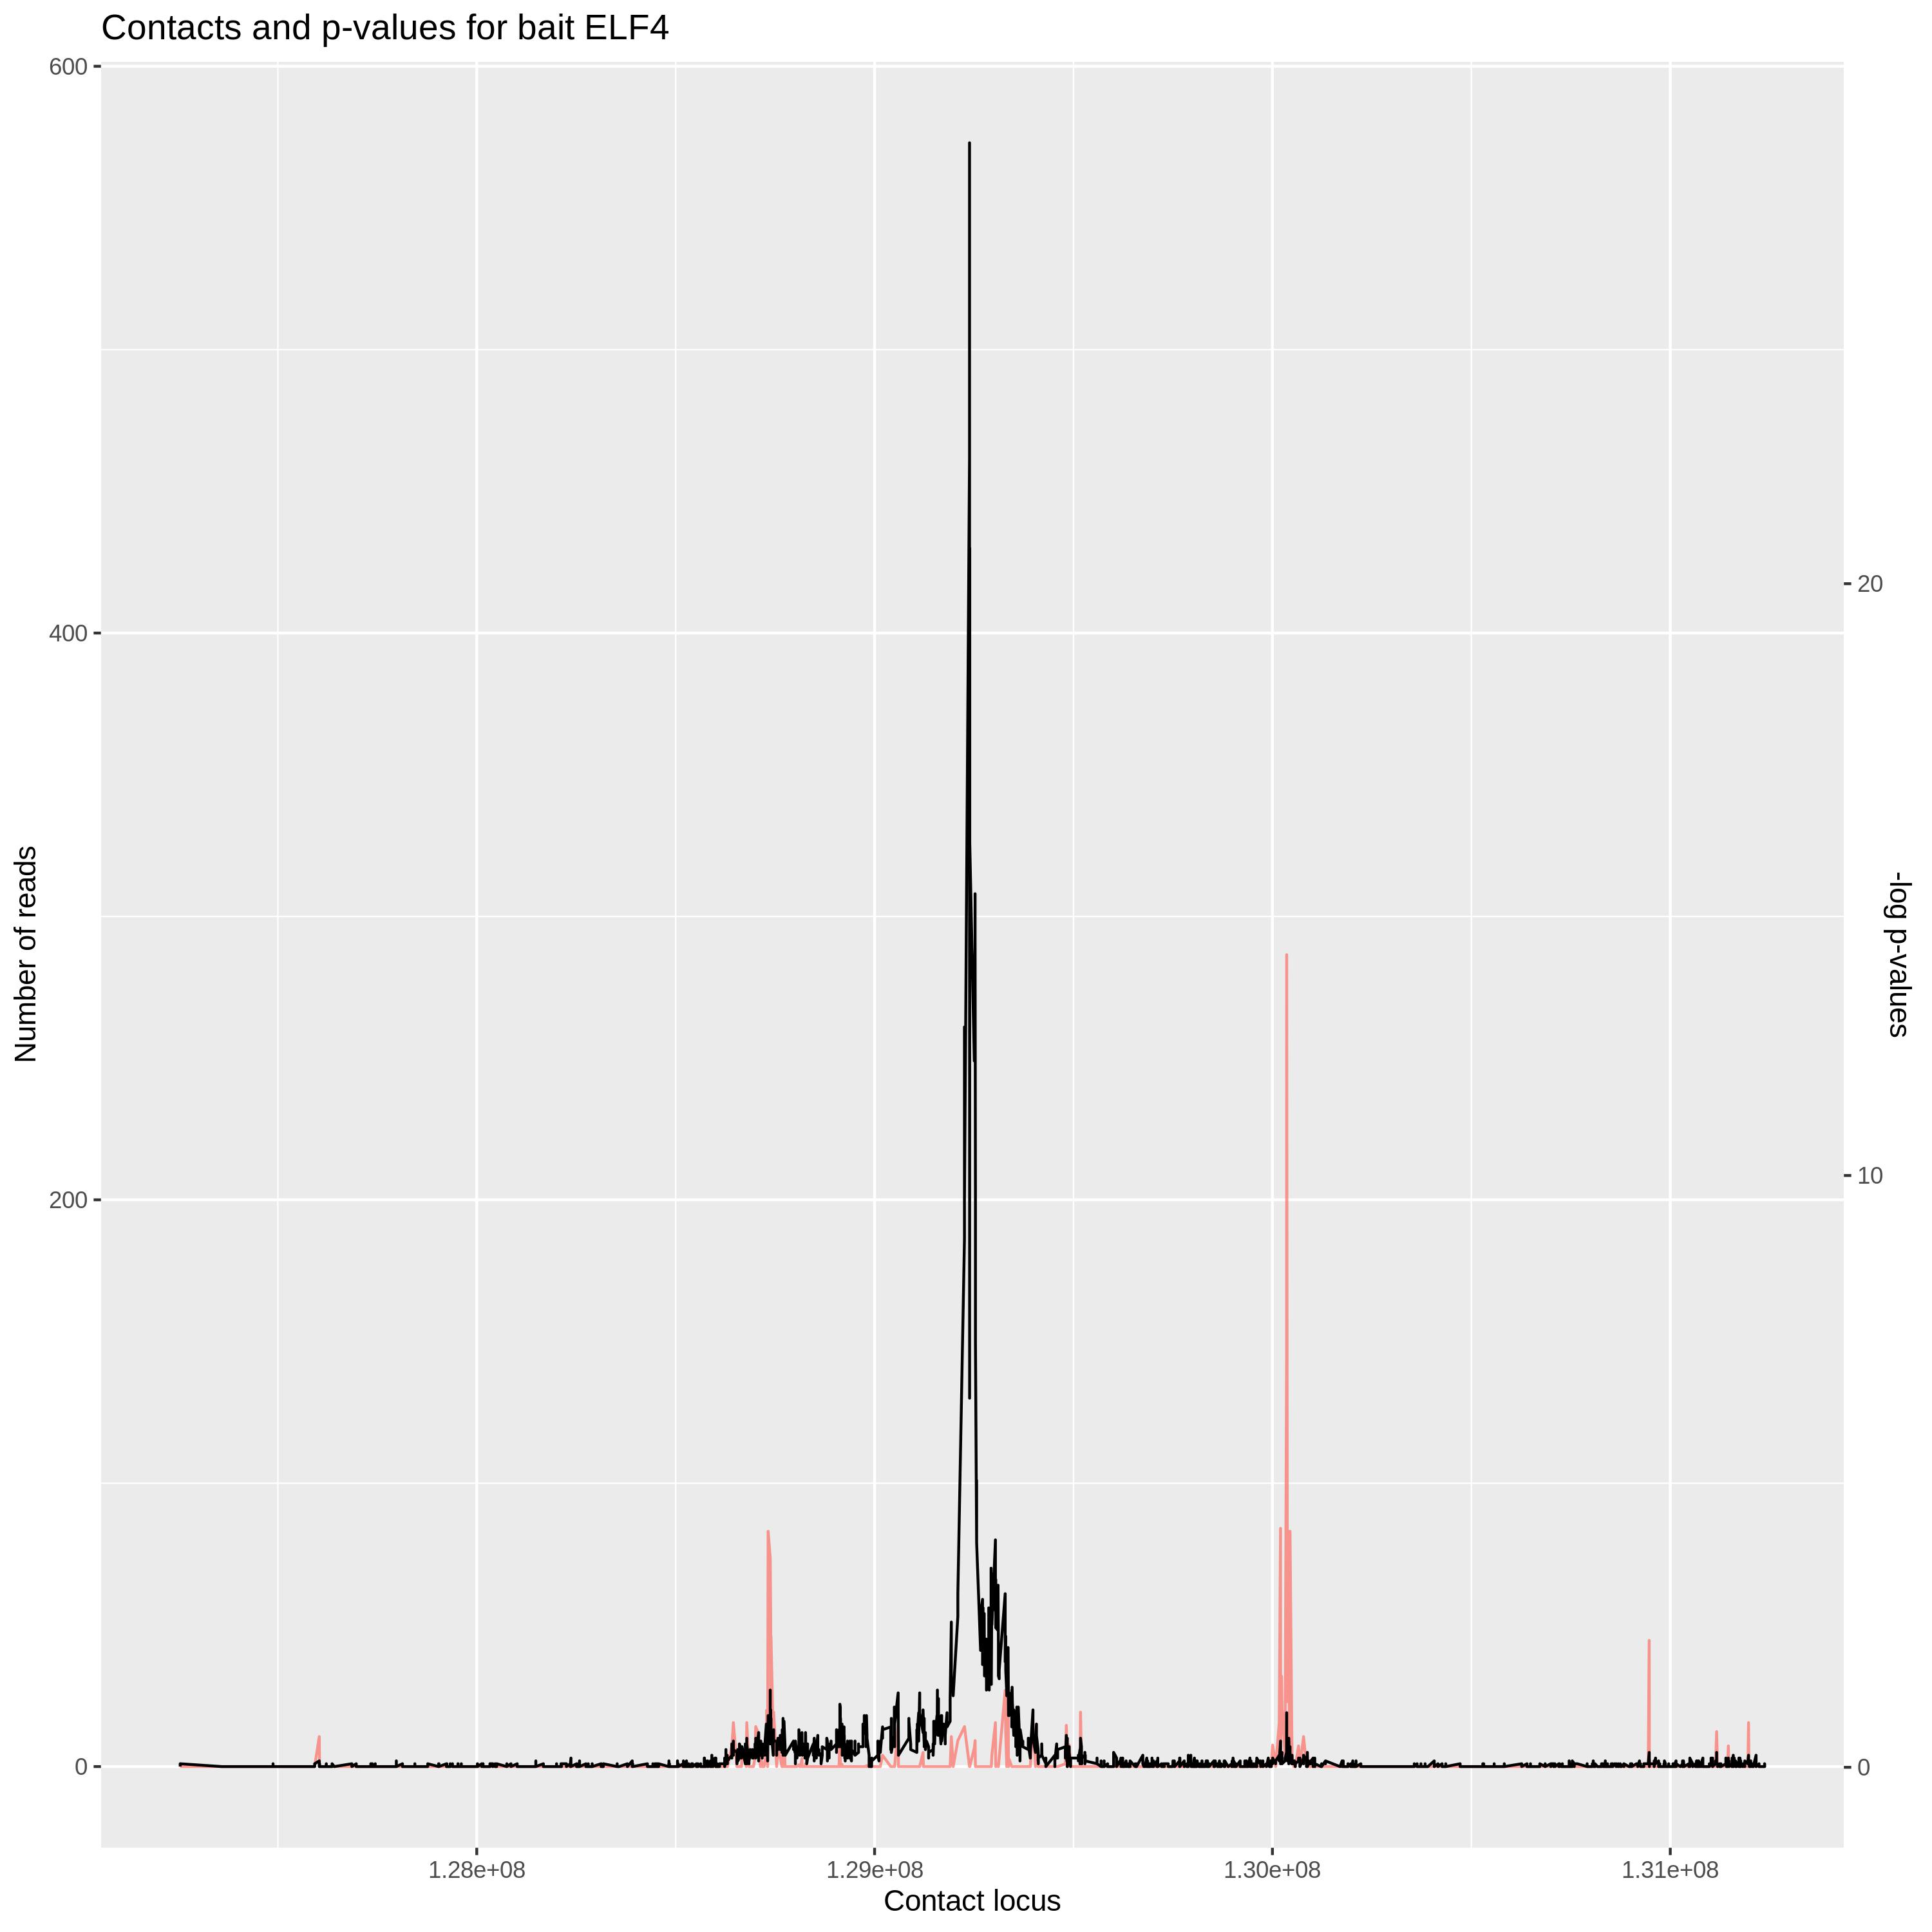 Contacts and p-values for bait ELF4
600
400
200
0
Number of reads
20
10
0
-log p-values
1.28e+08
1.29e+08
1.30e+08
1.31e+08
Contact locus